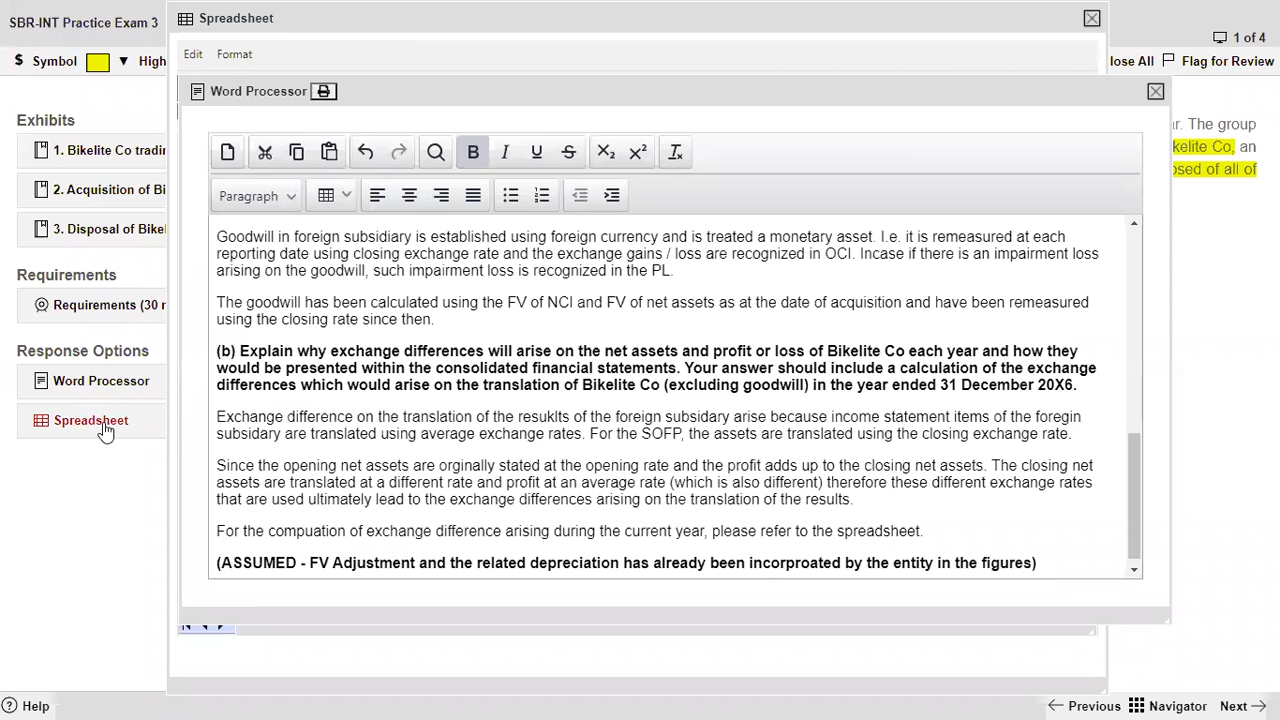 SBR-INT Practice Exam 3
Spreadsheet
1 of 4
$ Symbol
High
Edit Format
lose All Flag for Review
Word Processor
Exhibits
1. Bikelite Co tradin
2. Acquisition of Bi
3. Disposal of Bikel
Requirements
Requirements (30 m
Response Options
Word Processor
Spreadsheet
r. The group
kelite Co, an
osed of all of
Paragraph
Goodwill in foreign subsidiary is established using foreign currency and is treated a monetary asset. I.e. it is remeasured at each
reporting date using closing exchange rate and the exchange gains / loss are recognized in OCI. Incase if there is an impairment loss
arising on the goodwill, such impairment loss is recognized in the PL.
The goodwill has been calculated using the FV of NCI and FV of net assets as at the date of acquisition and have been remeasured
using the closing rate since then.
(b) Explain why exchange differences will arise on the net assets and profit or loss of Bikelite Co each year and how they
would be presented within the consolidated financial statements. Your answer should include a calculation of the exchange
differences which would arise on the translation of Bikelite Co (excluding goodwill) in the year ended 31 December 20X6.
Exchange difference on the translation of the resuklts of the foreign subsidary arise because income statement items of the foregin
subsidary are translated using average exchange rates. For the SOFP, the assets are translated using the closing exchange rate.
Since the opening net assets are orginally stated at the opening rate and the profit adds up to the closing net assets. The closing net
assets are translated at a different rate and profit at an average rate (which is also different) therefore these different exchange rates
that are used ultimately lead to the exchange differences arising on the translation of the results.
For the compuation of exchange difference arising during the current year, please refer to the spreadsheet.
(ASSUMED - FV Adjustment and the related depreciation has already been incorproated by the entity in the figures)
Help
Previous
Navigator
Next